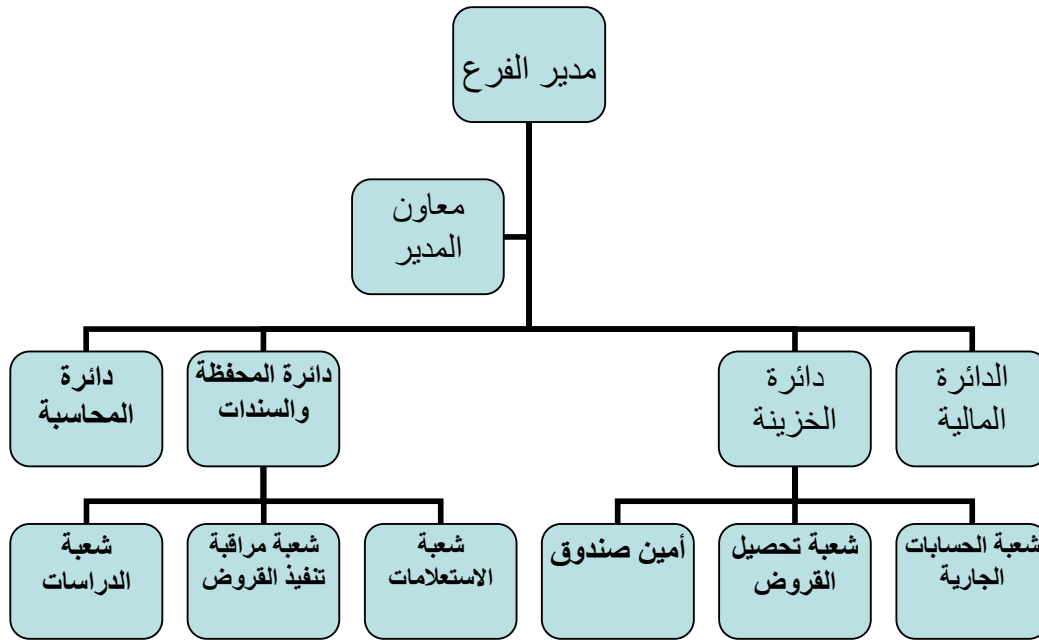 مدير الفرع
معاون
المدير
الدائرة
المالية
دائرة
الخزينة
دائرة المحفظة
والسندات
دائرة
المحاسبة
شعبة الحسابات
الجارية
شعبة تحصيل
القروض
أمين صندوق
شعبة
الاستعلامات
شعبة مراقبة
تنفيذ القروض
شعبة
الدراسات